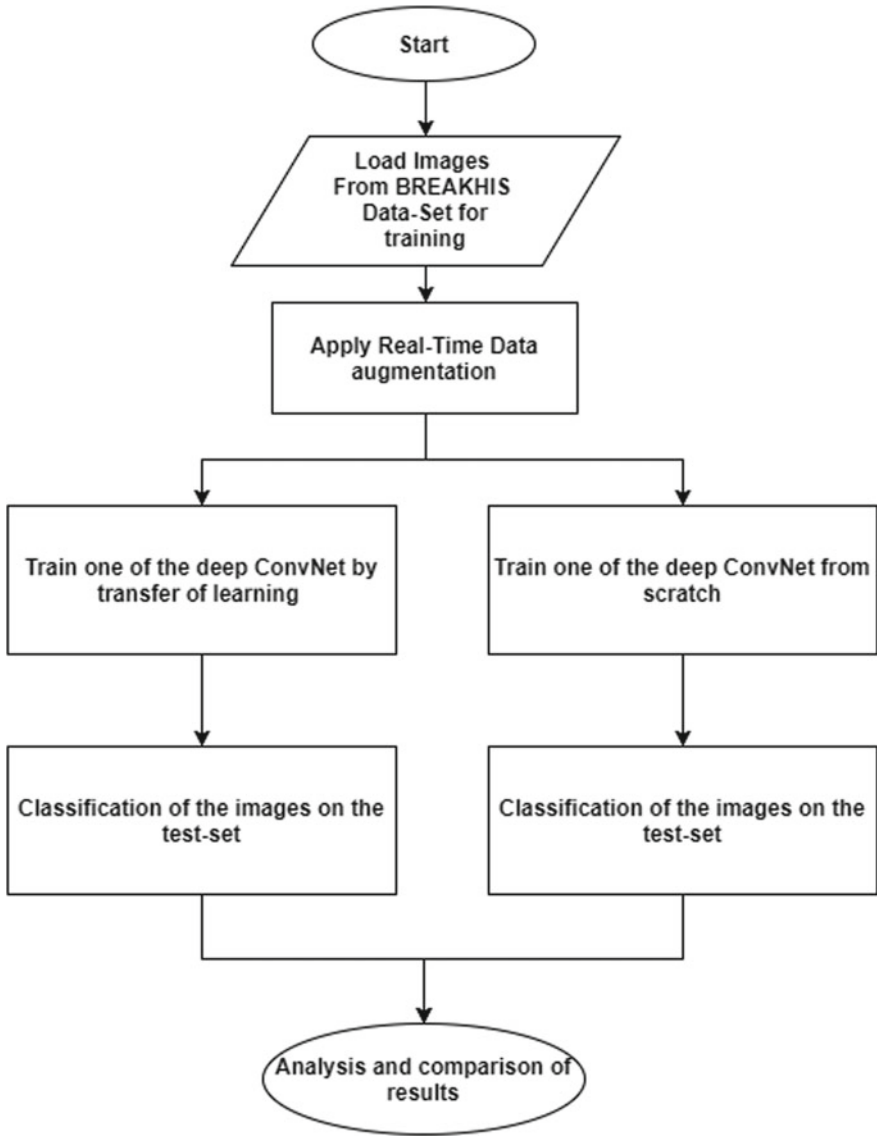 Start
Load Images
From BREAKHIS
Data-Set for
training
Apply Real-Time Data
augmentation
Train one of the deep ConvNet by
transfer of learning
Train one of the deep ConvNet from
scratch
Classification of the images on the
test-set
Classification of the images on the
test-set
Analysis and comparison of
results